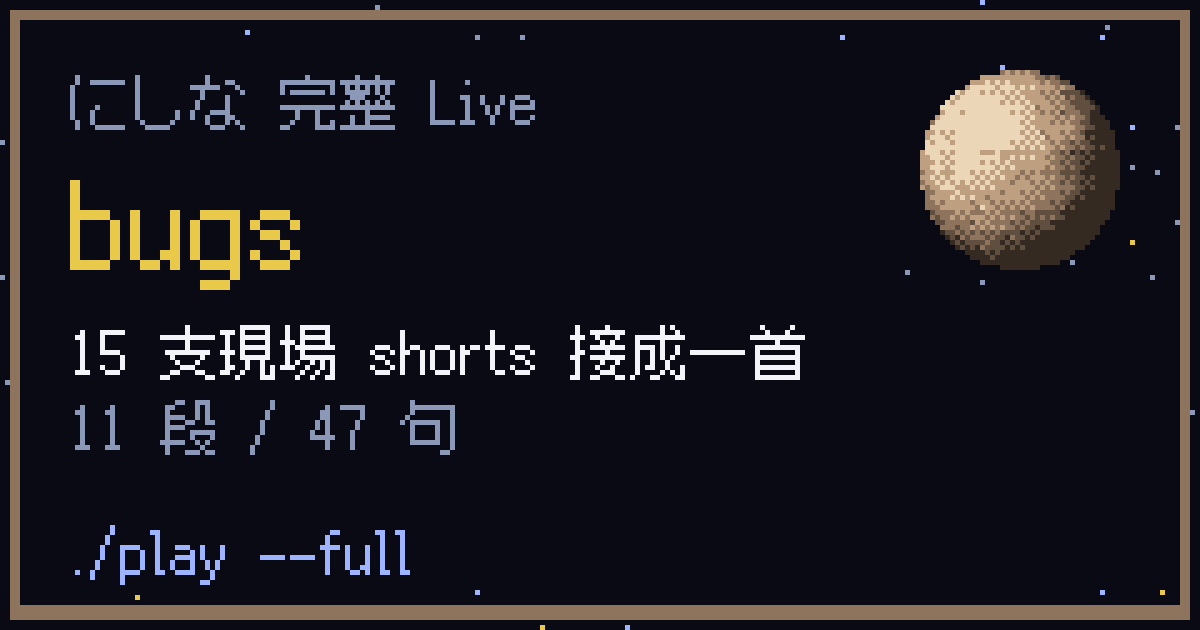 にしな 完整 Live
bugs
15 支現場 shorts 接成一首
11 段 / 47 句
./play --full